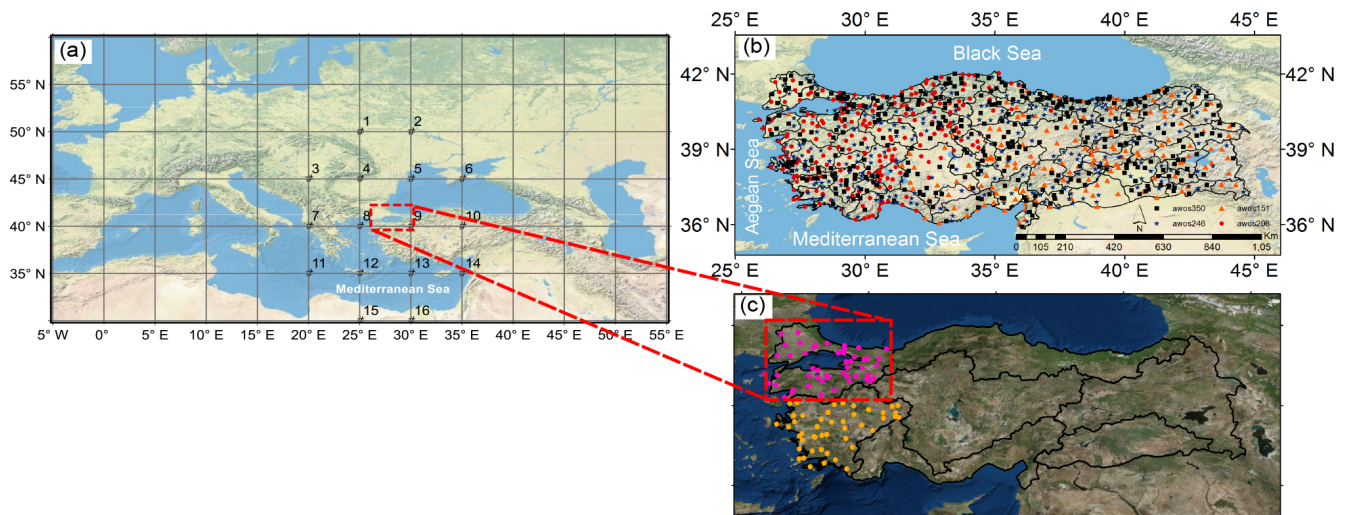 (a)
55° N
50° N
45° N
40° N
35° N
1 2
3 4 5 6
7 8 9 10
11 12 13 14
Mediterranean Sea
15 16
5° W 0° 5° E 10° E 15° E 20° E 25° E 30° E 35° E 40° E 45° E 50° E 55° E
25° E 30° E 35° E 40° E 45° E
(b)
Black Sea
42° N 42° N
39° N 39° N
36° N 36° N
Aegean Sea
Mediterranean Sea
N
awos350 awos151
awos246 awos206
0 105 210 420 630 840 1,05
Km
25° E 30° E 35° E 40° E 45° E
(c)